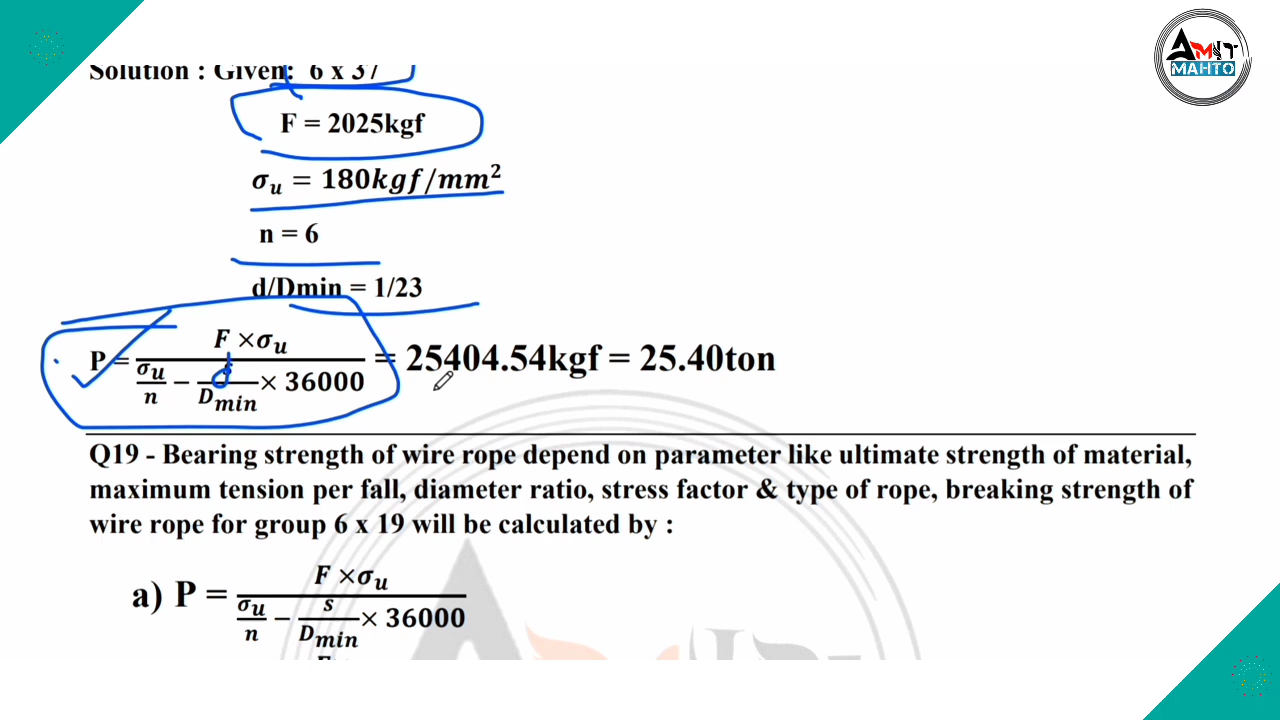 AMIT
MAHTO
Solution : Given: 6 x 37
F = 2025kgf
σu = 180kgf/mm²
n = 6
d/Dmin = 1/23
P = F ×σu / (σu/n − d/Dmin × 36000) = 25404.54kgf = 25.40ton
Q19 - Bearing strength of wire rope depend on parameter like ultimate strength of material,
maximum tension per fall, diameter ratio, stress factor & type of rope, breaking strength of
wire rope for group 6 x 19 will be calculated by :
a) P = F ×σu / (σu/n − s/Dmin × 36000)